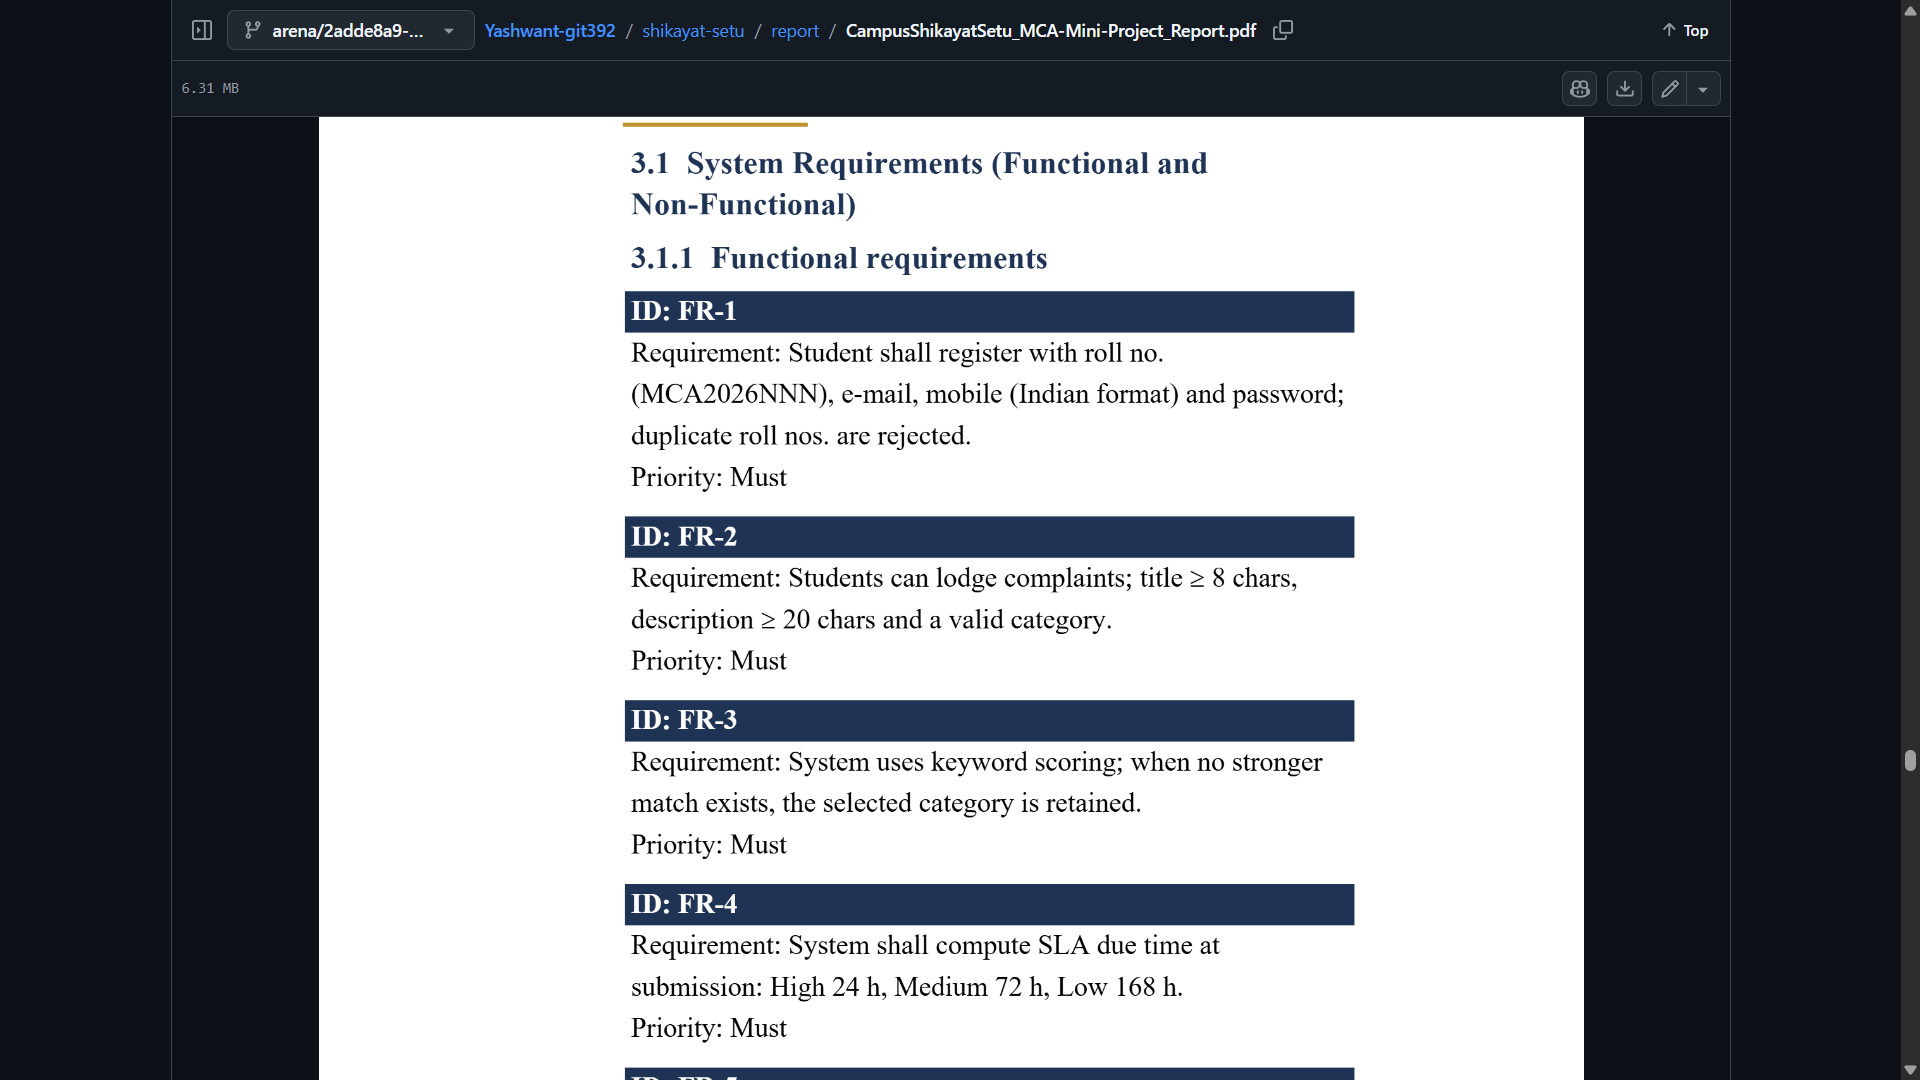 arena/2adde8a9-...
Yashwant-git392 / shikayat-setu / report / CampusShikayatSetu_MCA-Mini-Project_Report.pdf
Top
6.31 MB
3.1 System Requirements (Functional and
Non-Functional)
3.1.1 Functional requirements
ID: FR-1
Requirement: Student shall register with roll no.
(MCA2026NNN), e-mail, mobile (Indian format) and password;
duplicate roll nos. are rejected.
Priority: Must
ID: FR-2
Requirement: Students can lodge complaints; title ≥ 8 chars,
description ≥ 20 chars and a valid category.
Priority: Must
ID: FR-3
Requirement: System uses keyword scoring; when no stronger
match exists, the selected category is retained.
Priority: Must
ID: FR-4
Requirement: System shall compute SLA due time at
submission: High 24 h, Medium 72 h, Low 168 h.
Priority: Must